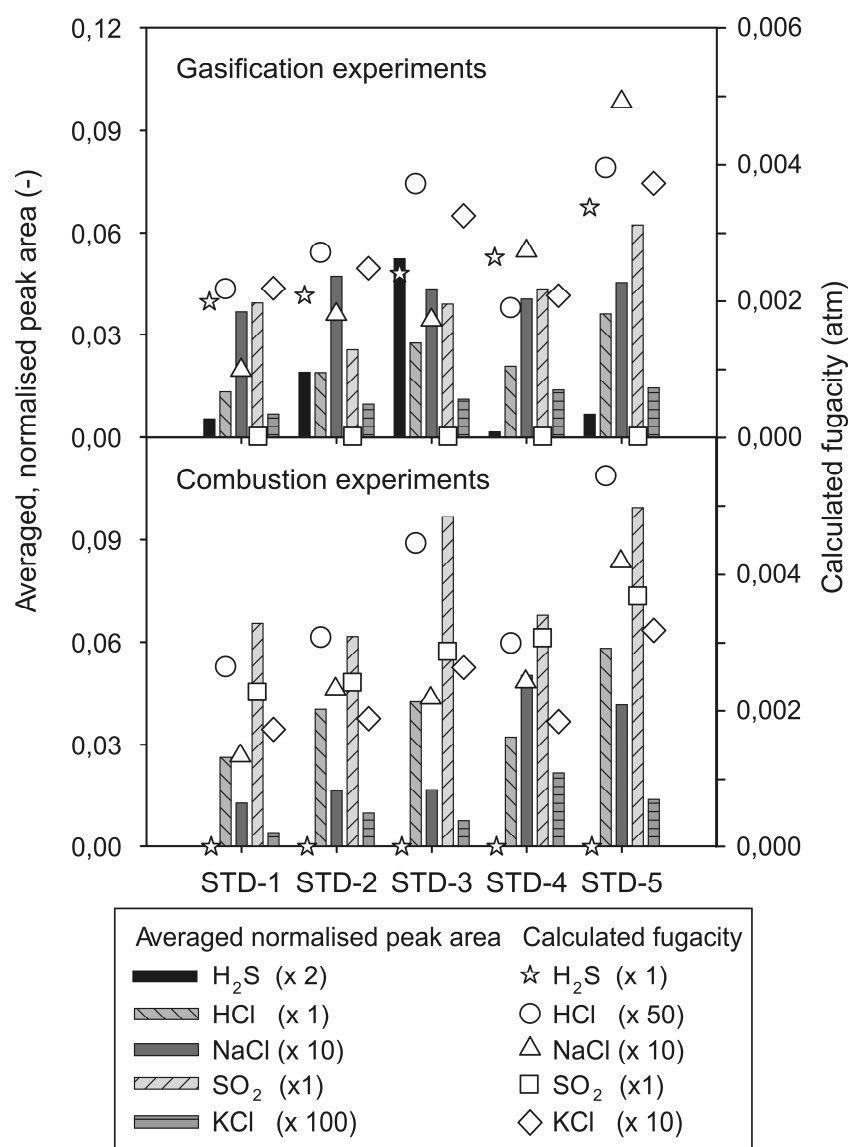 0,12
0,006
Gasification experiments
0,09
0,004
0,06
0,002
0,03
0,00
0,000
Combustion experiments
0,09
0,004
0,06
0,002
0,03
0,00
0,000
Averaged, normalised peak area (-)
Calculated fugacity (atm)
STD-1 STD-2 STD-3 STD-4 STD-5
Averaged normalised peak area Calculated fugacity
H₂S (x 2) H₂S (x 1)
HCl (x 1) HCl (x 50)
NaCl (x 10) NaCl (x 10)
SO₂ (x1) SO₂ (x1)
KCl (x 100) KCl (x 10)